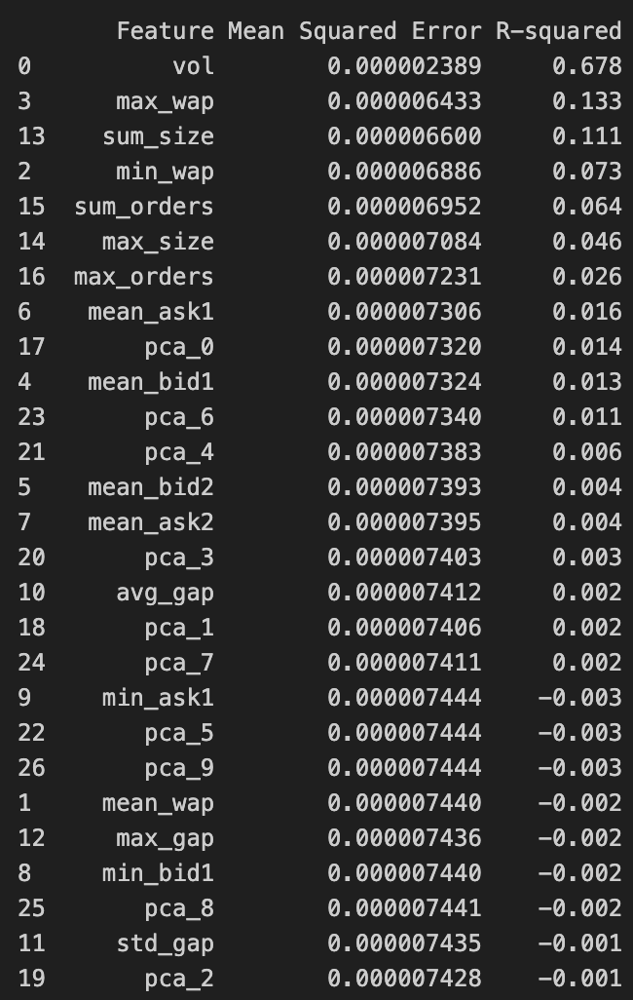 Feature Mean Squared Error R-squared
0 vol 0.000002389 0.678
3 max_wap 0.000006433 0.133
13 sum_size 0.000006600 0.111
2 min_wap 0.000006886 0.073
15 sum_orders 0.000006952 0.064
14 max_size 0.000007084 0.046
16 max_orders 0.000007231 0.026
6 mean_ask1 0.000007306 0.016
17 pca_0 0.000007320 0.014
4 mean_bid1 0.000007324 0.013
23 pca_6 0.000007340 0.011
21 pca_4 0.000007383 0.006
5 mean_bid2 0.000007393 0.004
7 mean_ask2 0.000007395 0.004
20 pca_3 0.000007403 0.003
10 avg_gap 0.000007412 0.002
18 pca_1 0.000007406 0.002
24 pca_7 0.000007411 0.002
9 min_ask1 0.000007444 -0.003
22 pca_5 0.000007444 -0.003
26 pca_9 0.000007444 -0.003
1 mean_wap 0.000007440 -0.002
12 max_gap 0.000007436 -0.002
8 min_bid1 0.000007440 -0.002
25 pca_8 0.000007441 -0.002
11 std_gap 0.000007435 -0.001
19 pca_2 0.000007428 -0.001